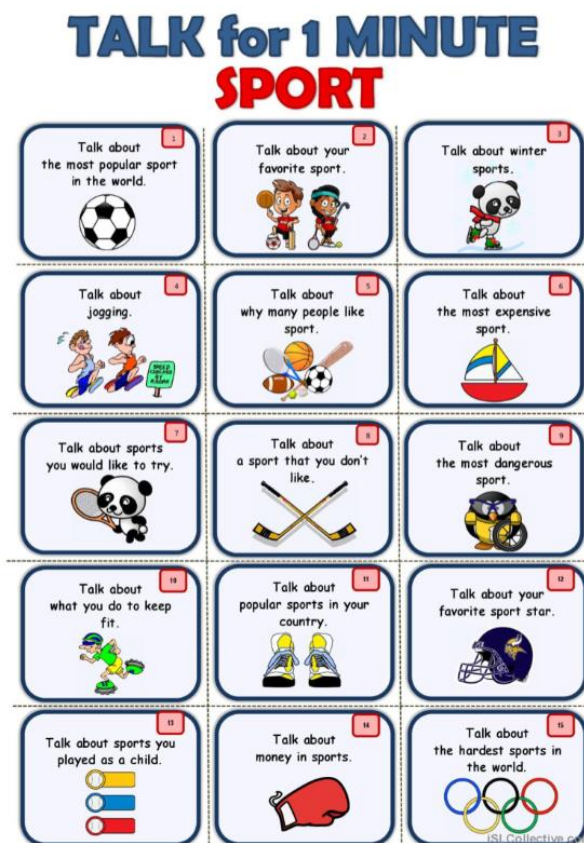 TALK for 1 MINUTE
SPORT
1
Talk about
the most popular sport
in the world.
2
Talk about your
favorite sport.
3
Talk about winter
sports.
4
Talk about
jogging.
SPEED
CHECKED
BY
RADAR
5
Talk about
why many people like
sport.
6
Talk about
the most expensive
sport.
7
Talk about sports
you would like to try.
8
Talk about
a sport that you don't
like.
9
Talk about
the most dangerous
sport.
10
Talk about
what you do to keep
fit.
11
Talk about
popular sports in your
country.
12
Talk about your
favorite sport star.
13
Talk about sports you
played as a child.
14
Talk about
money in sports.
15
Talk about
the hardest sports in
the world.
iSLCollective.com